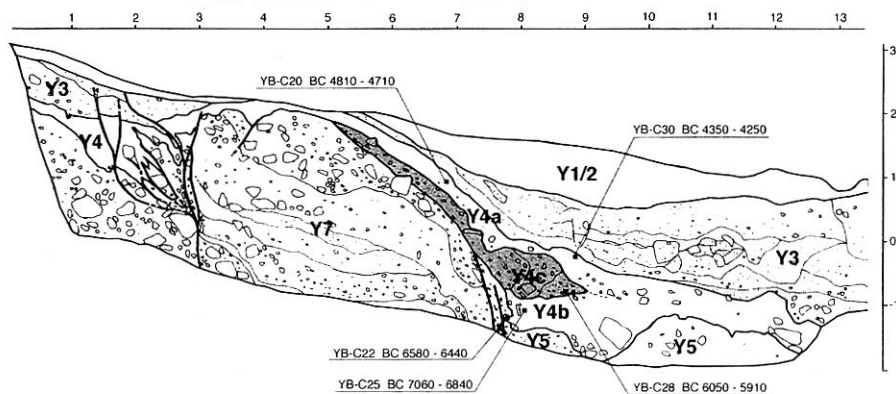 1 2 3 4 5 6 7 8 9 10 11 12 13
3
YB-C20 BC 4810 - 4710
Y3
2
YB-C30 BC 4350 - 4250
Y4
Y1/2
1
Y4a
Y7
0
Y3
Y4c
Y4b
Y5
Y5
YB-C22 BC 6580 - 6440
YB-C25 BC 7060 - 6840
YB-C28 BC 6050 - 5910